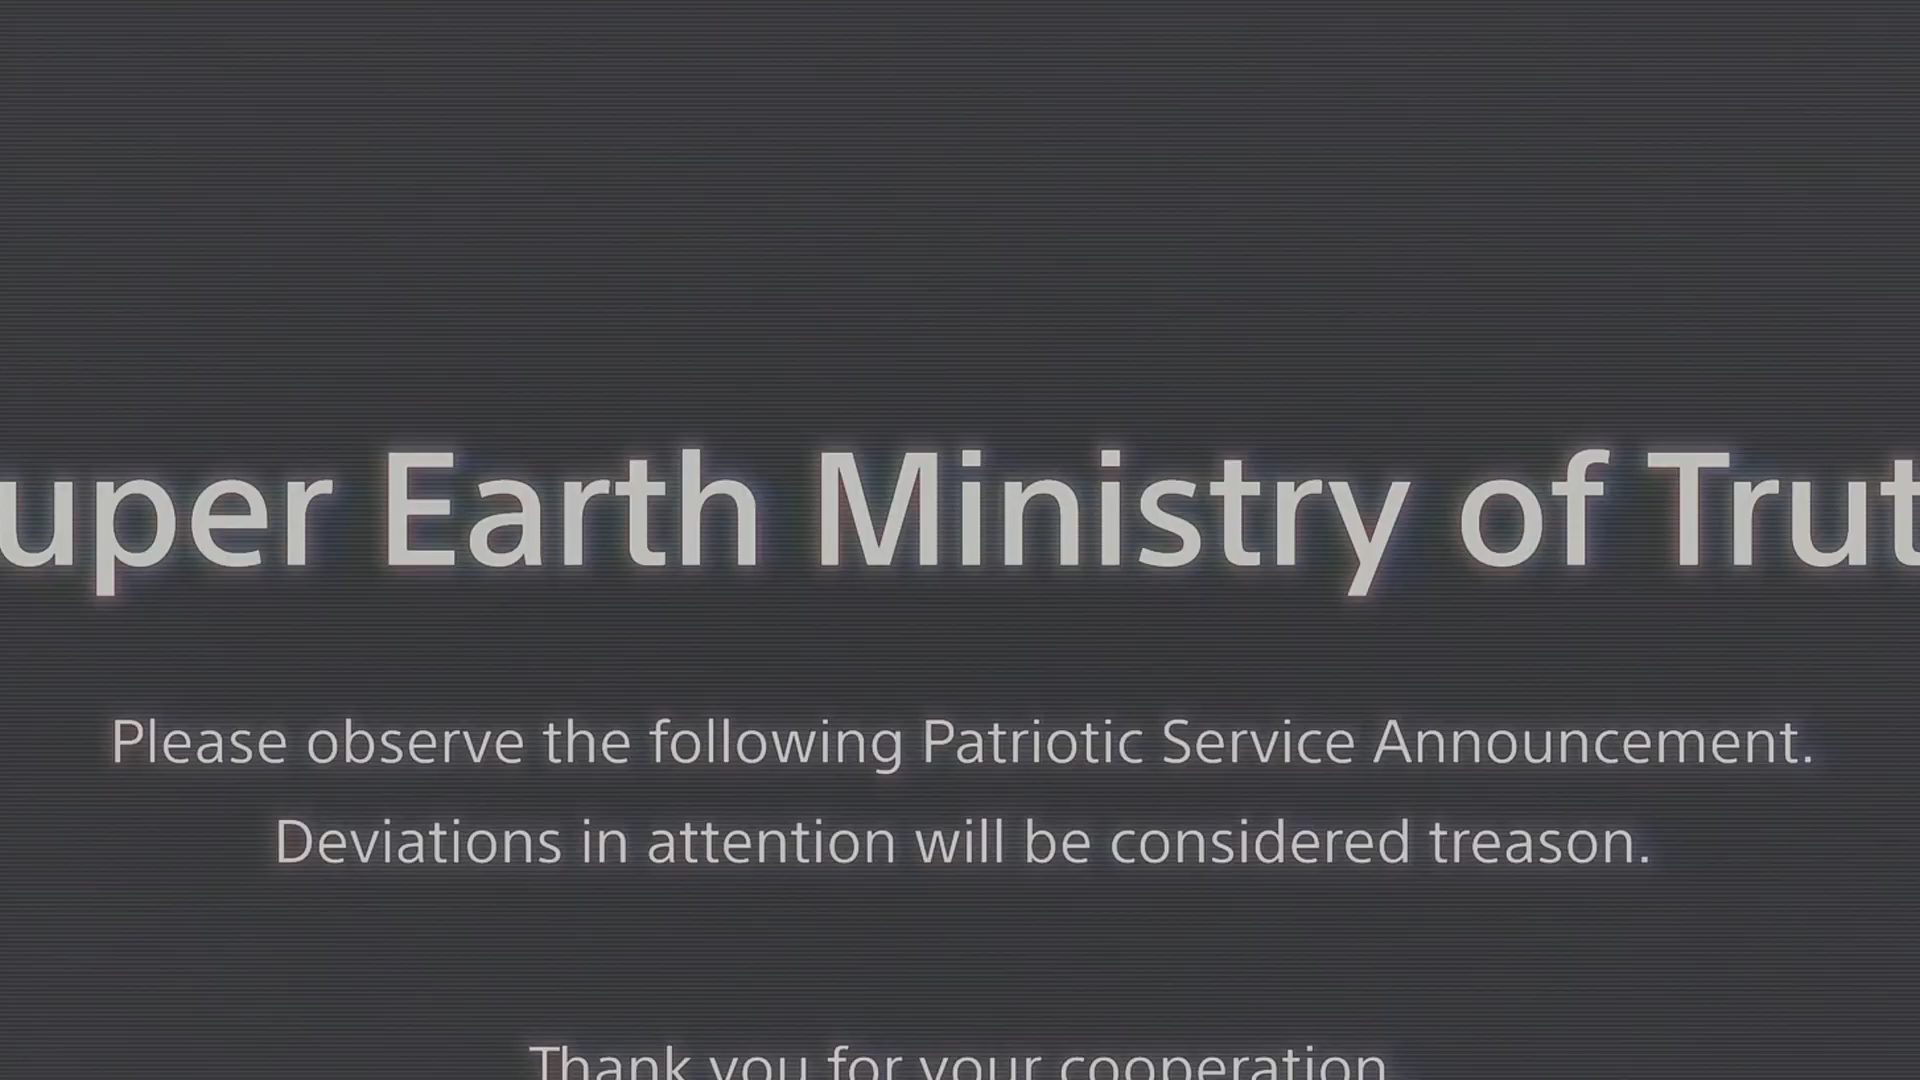 uper Earth Ministry of Trut
Please observe the following Patriotic Service Announcement.
Deviations in attention will be considered treason.
Thank you for your cooperation